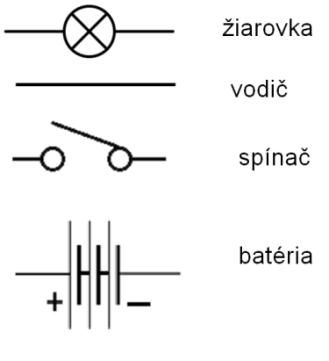 žiarovka
vodič
spínač
batéria
+ −